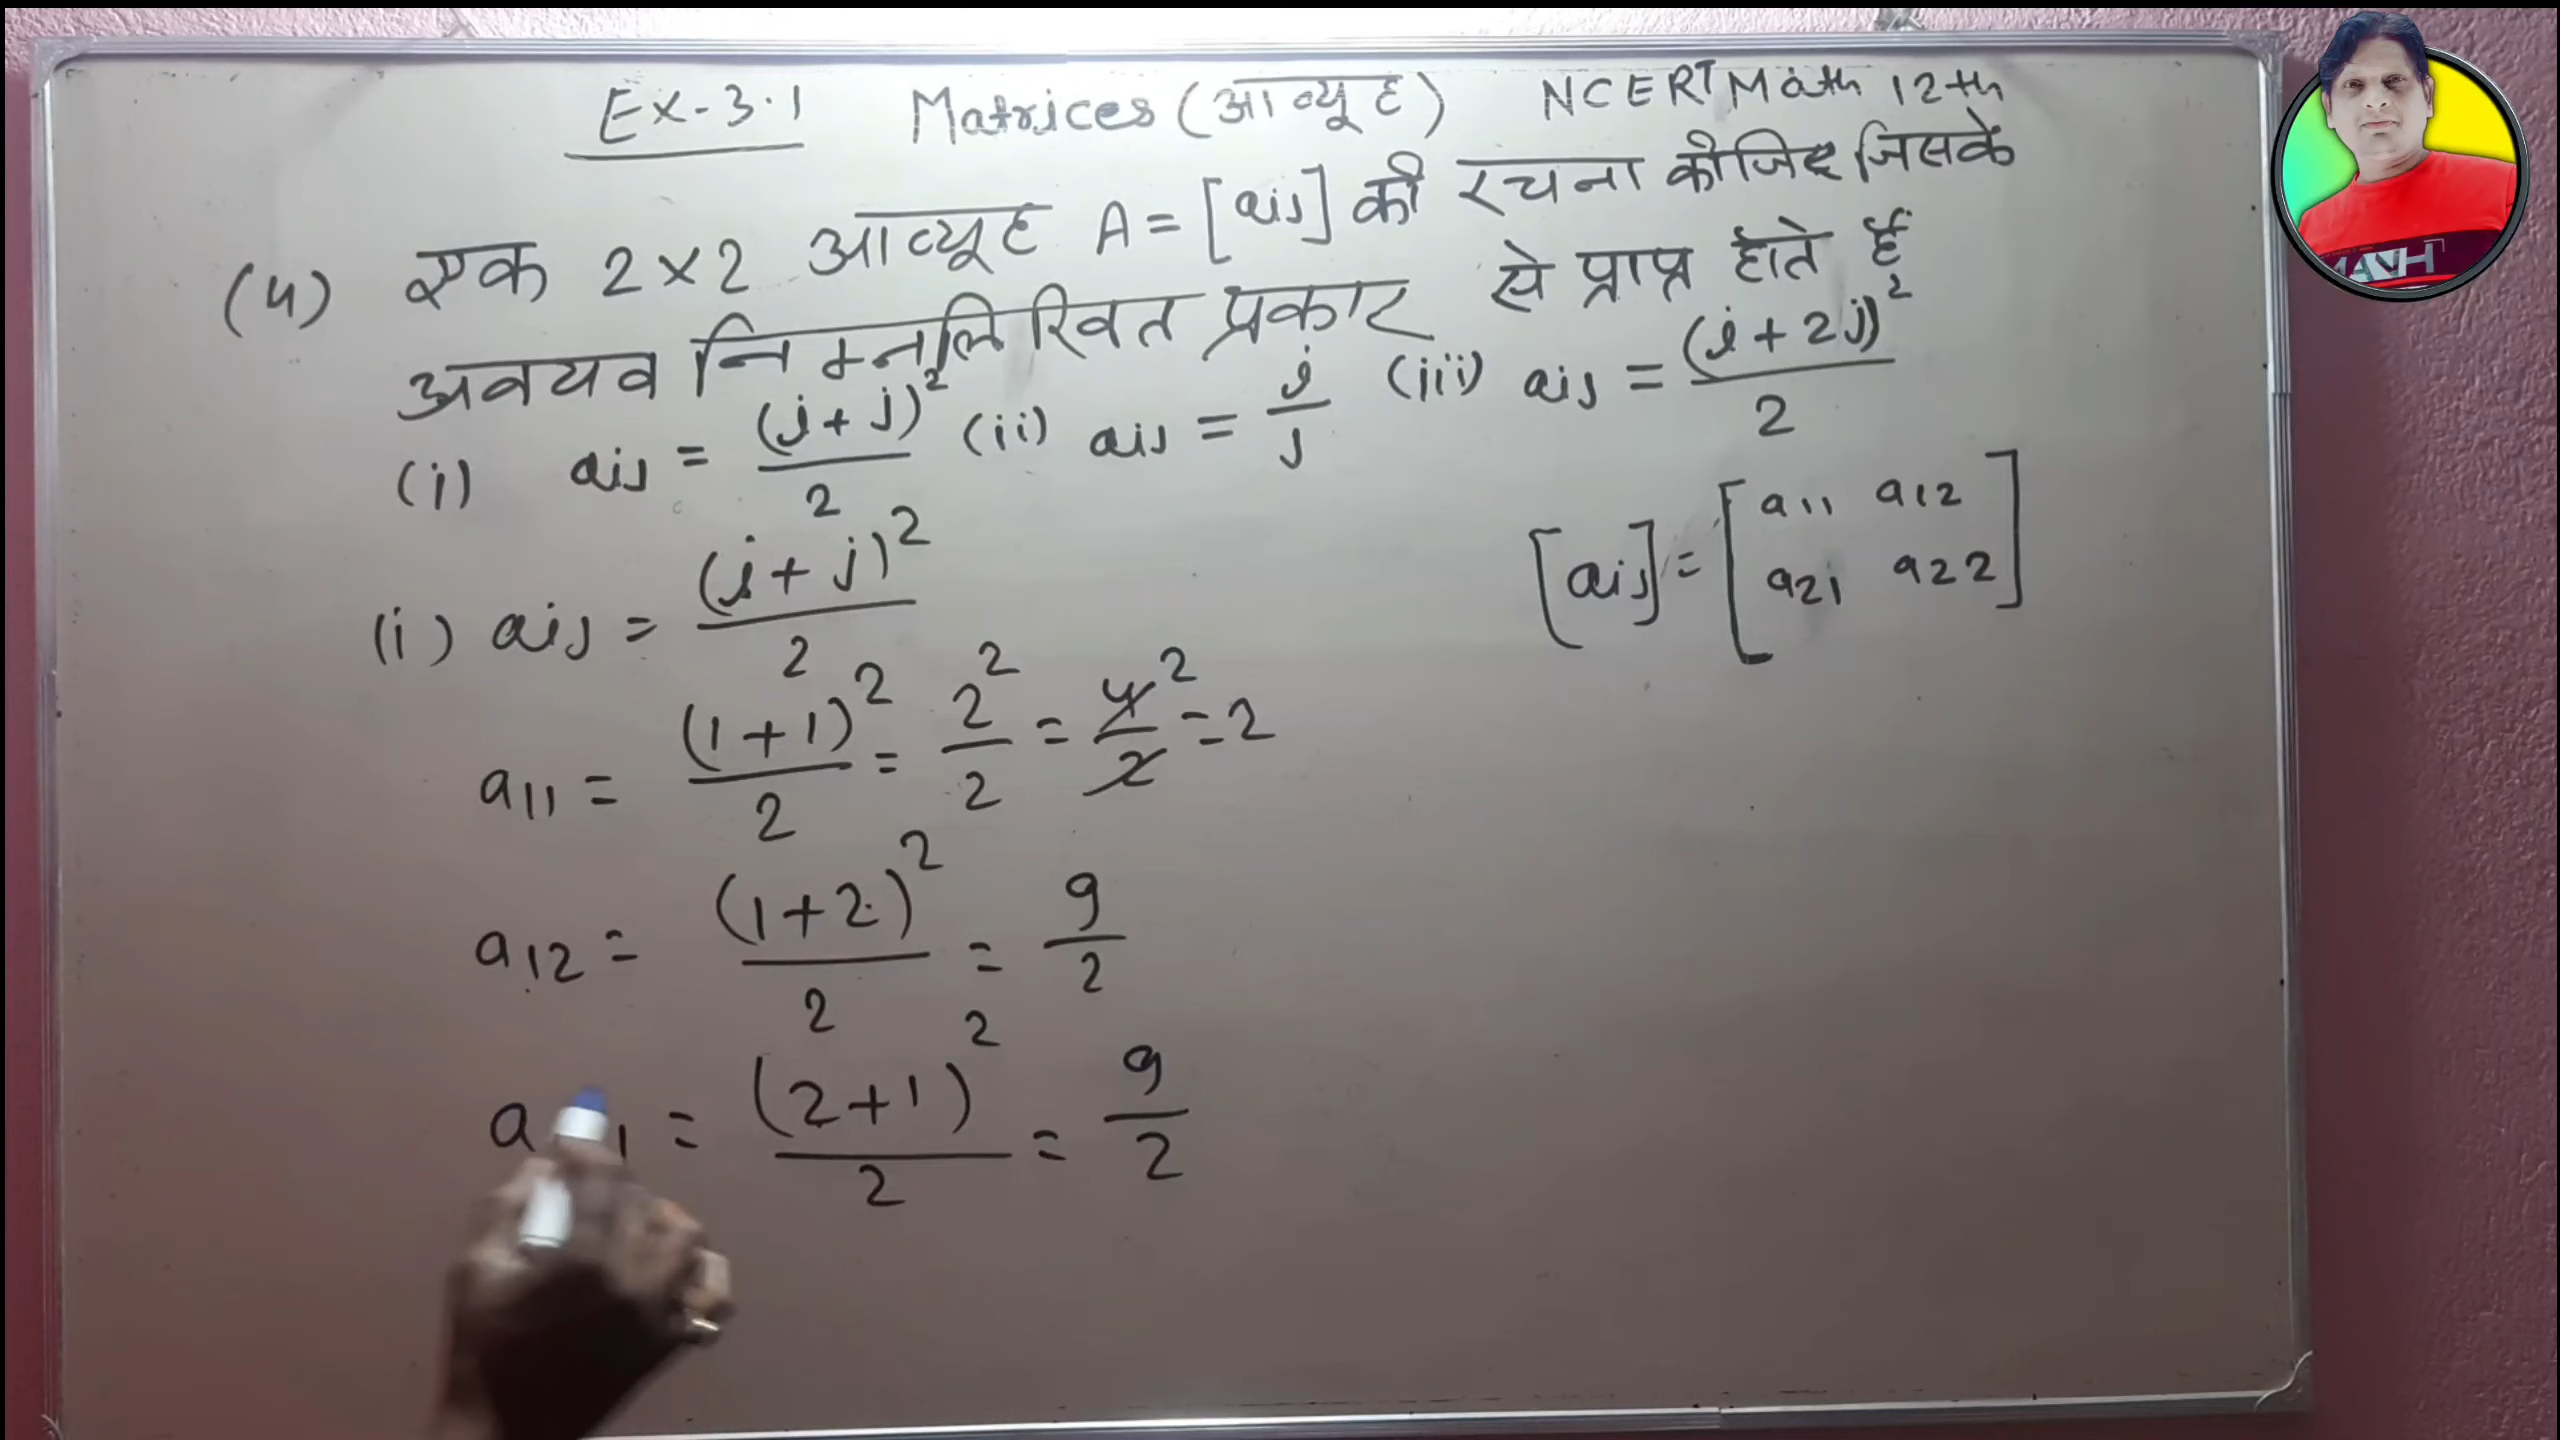 Ex-3.1 Matrices (आव्यूह) NCERT Math 12th
(4) एक 2×2 आव्यूह A = [aij] की रचना कीजिए जिसके
अवयव निम्नलिखित प्रकार से प्राप्त होते हैं
(i) aij = (i+j)²/2 (ii) aij = i/j (iii) aij = (i+2j)²/2
[aij] = [a11 a12
a21 a22]
(i) aij = (i+j)²/2
a11 = (1+1)²/2 = 2²/2 = 4²/2 = 2
a12 = (1+2)²/2 = 9/2
a 1 = (2+1)²/2 = 9/2
MATH